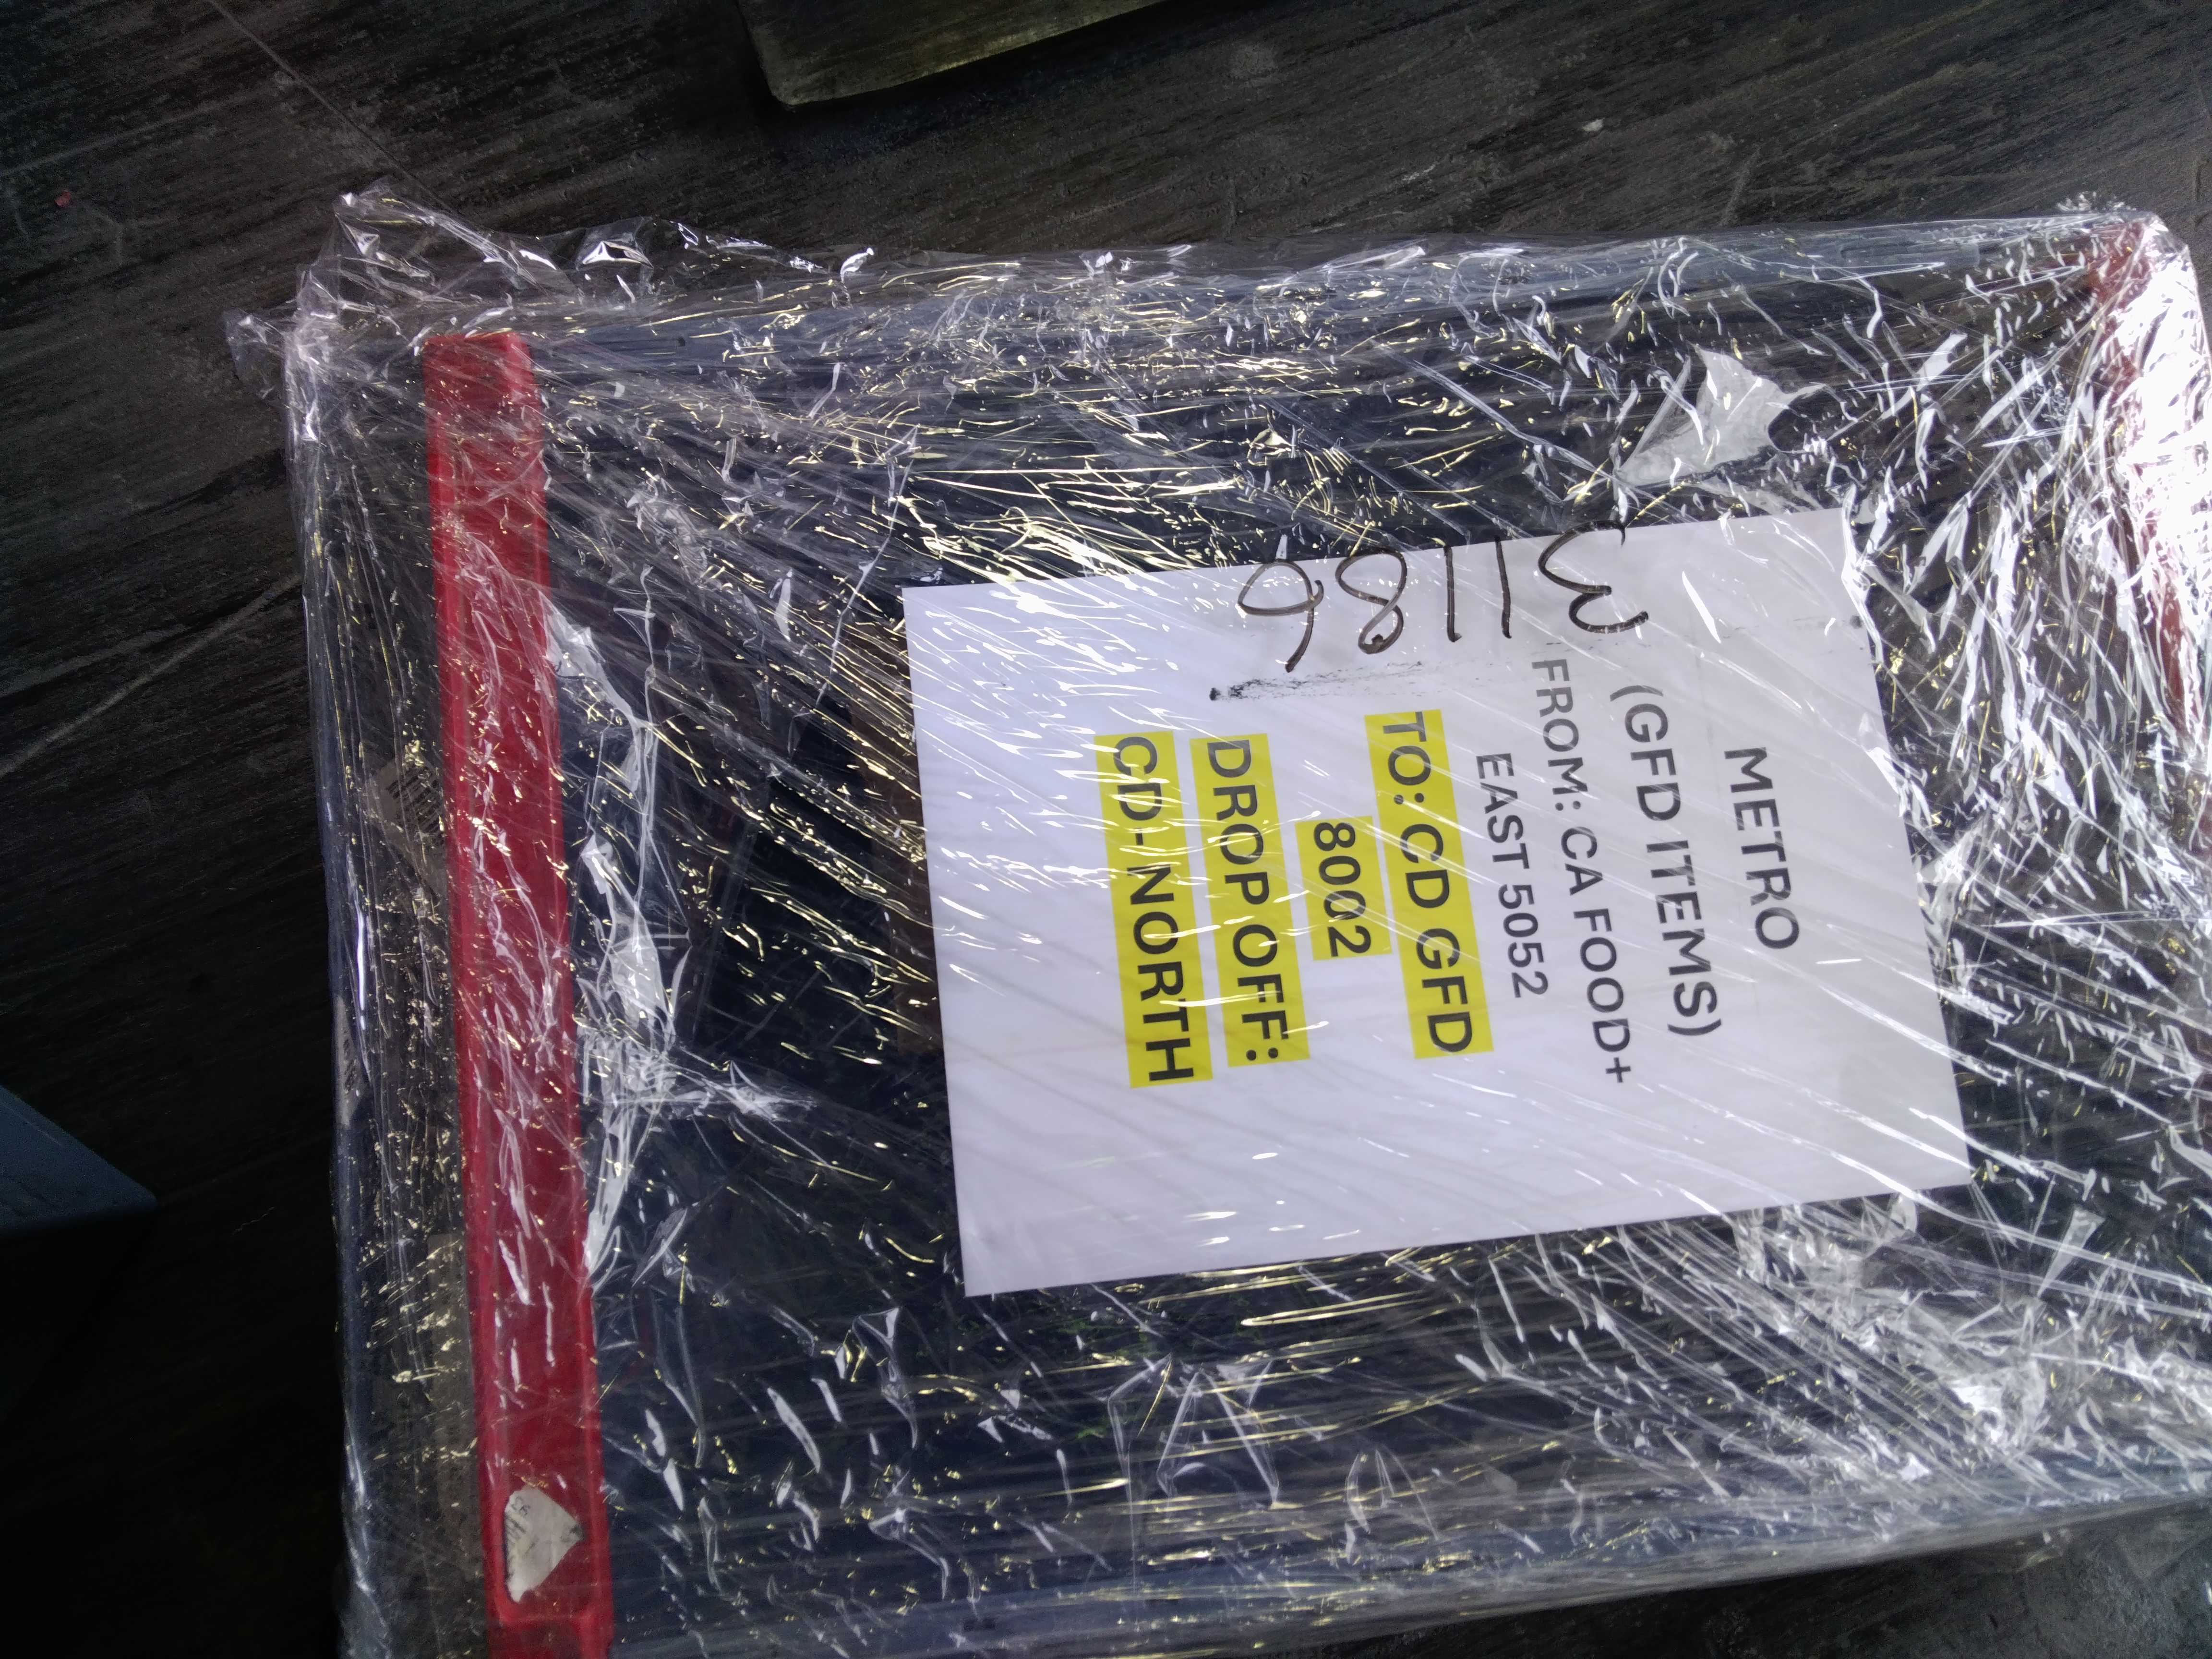 31186
METRO
(GFD ITEMS)
FROM: CA FOOD+
EAST 5052
TO: CD GFD
8002
DROP OFF:
CD-NORTH